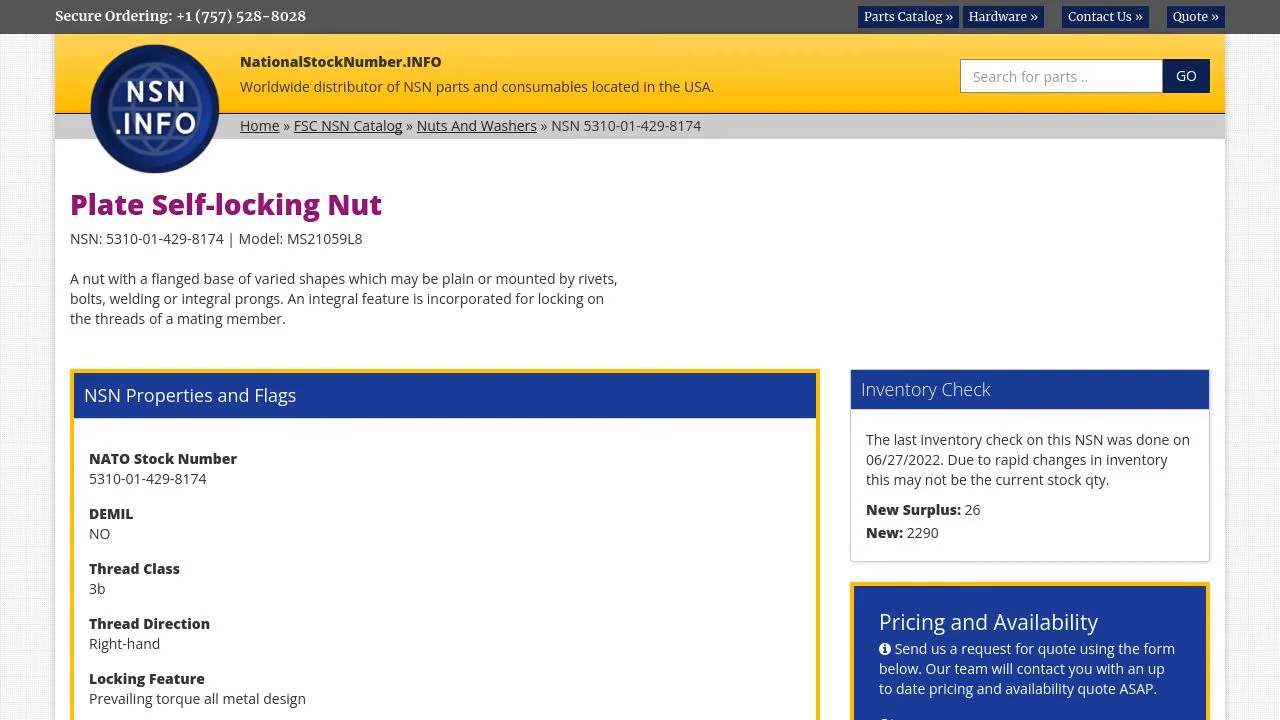 Secure Ordering: +1 (757) 528-8028
Parts Catalog » Hardware » Contact Us » Quote »
NSN
.INFO
NationalStockNumber.INFO
Worldwide distributor of NSN parts and consumables located in the USA.
Search for parts ..
GO
Home » FSC NSN Catalog » Nuts And Washers » NSN 5310-01-429-8174
Plate Self-locking Nut
NSN: 5310-01-429-8174 | Model: MS21059L8
A nut with a flanged base of varied shapes which may be plain or mounted by rivets,
bolts, welding or integral prongs. An integral feature is incorporated for locking on
the threads of a mating member.
NSN Properties and Flags
NATO Stock Number
5310-01-429-8174
DEMIL
NO
Thread Class
3b
Thread Direction
Right-hand
Locking Feature
Prevailing torque all metal design
Inventory Check
The last inventory check on this NSN was done on
06/27/2022. Due to rapid changes in inventory
this may not be the current stock qty.
New Surplus: 26
New: 2290
Pricing and Availability
Send us a request for quote using the form
below. Our team will contact you with an up
to date pricing and availability quote ASAP.